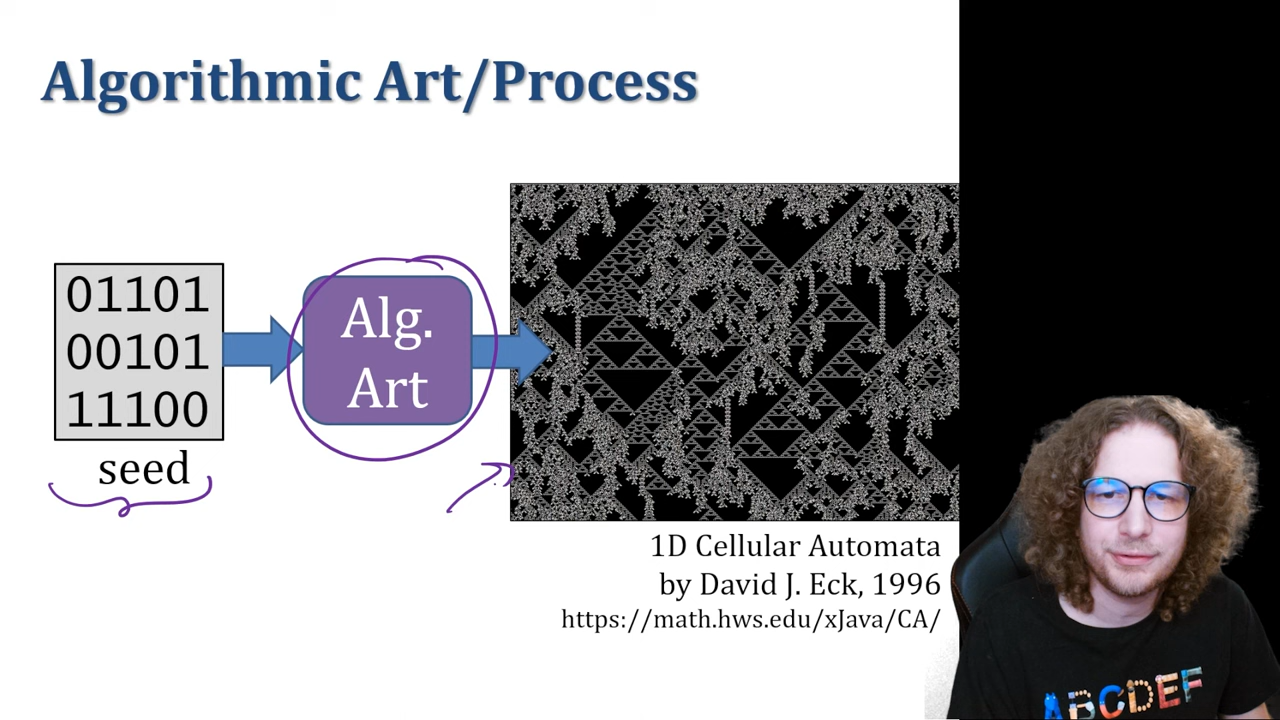 Algorithmic Art/Process
01101
00101
11100
seed
Alg.
Art
1D Cellular Automata
by David J. Eck, 1996
https://math.hws.edu/xJava/CA/
ABCDEF